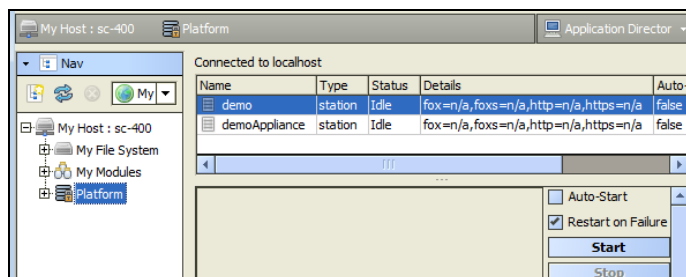 My Host : sc-400 Platform Application Director
Nav
Connected to localhost
Name Type Status Details Auto-
My
demo station Idle fox=n/a,foxs=n/a,http=n/a,https=n/a false
demoAppliance station Idle fox=n/a,foxs=n/a,http=n/a,https=n/a false
My Host : sc-400
My File System
My Modules
Platform
Auto-Start
Restart on Failure
Start
Stop